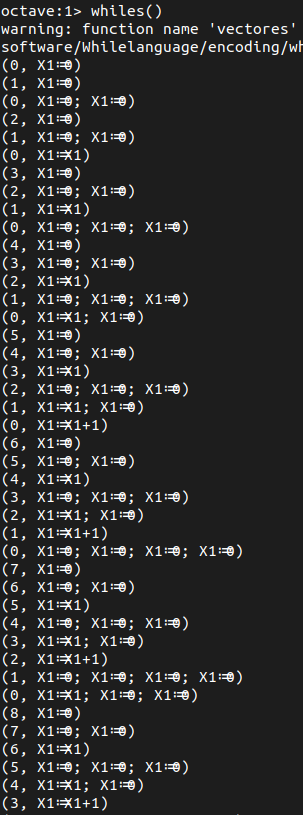 octave:1> whiles()
warning: function name 'vectores'
software/Whilelanguage/encoding/wh
(0, X1≔0)
(1, X1≔0)
(0, X1≔0; X1≔0)
(2, X1≔0)
(1, X1≔0; X1≔0)
(0, X1≔X1)
(3, X1≔0)
(2, X1≔0; X1≔0)
(1, X1≔X1)
(0, X1≔0; X1≔0; X1≔0)
(4, X1≔0)
(3, X1≔0; X1≔0)
(2, X1≔X1)
(1, X1≔0; X1≔0; X1≔0)
(0, X1≔X1; X1≔0)
(5, X1≔0)
(4, X1≔0; X1≔0)
(3, X1≔X1)
(2, X1≔0; X1≔0; X1≔0)
(1, X1≔X1; X1≔0)
(0, X1≔X1+1)
(6, X1≔0)
(5, X1≔0; X1≔0)
(4, X1≔X1)
(3, X1≔0; X1≔0; X1≔0)
(2, X1≔X1; X1≔0)
(1, X1≔X1+1)
(0, X1≔0; X1≔0; X1≔0; X1≔0)
(7, X1≔0)
(6, X1≔0; X1≔0)
(5, X1≔X1)
(4, X1≔0; X1≔0; X1≔0)
(3, X1≔X1; X1≔0)
(2, X1≔X1+1)
(1, X1≔0; X1≔0; X1≔0; X1≔0)
(0, X1≔X1; X1≔0; X1≔0)
(8, X1≔0)
(7, X1≔0; X1≔0)
(6, X1≔X1)
(5, X1≔0; X1≔0; X1≔0)
(4, X1≔X1; X1≔0)
(3, X1≔X1+1)